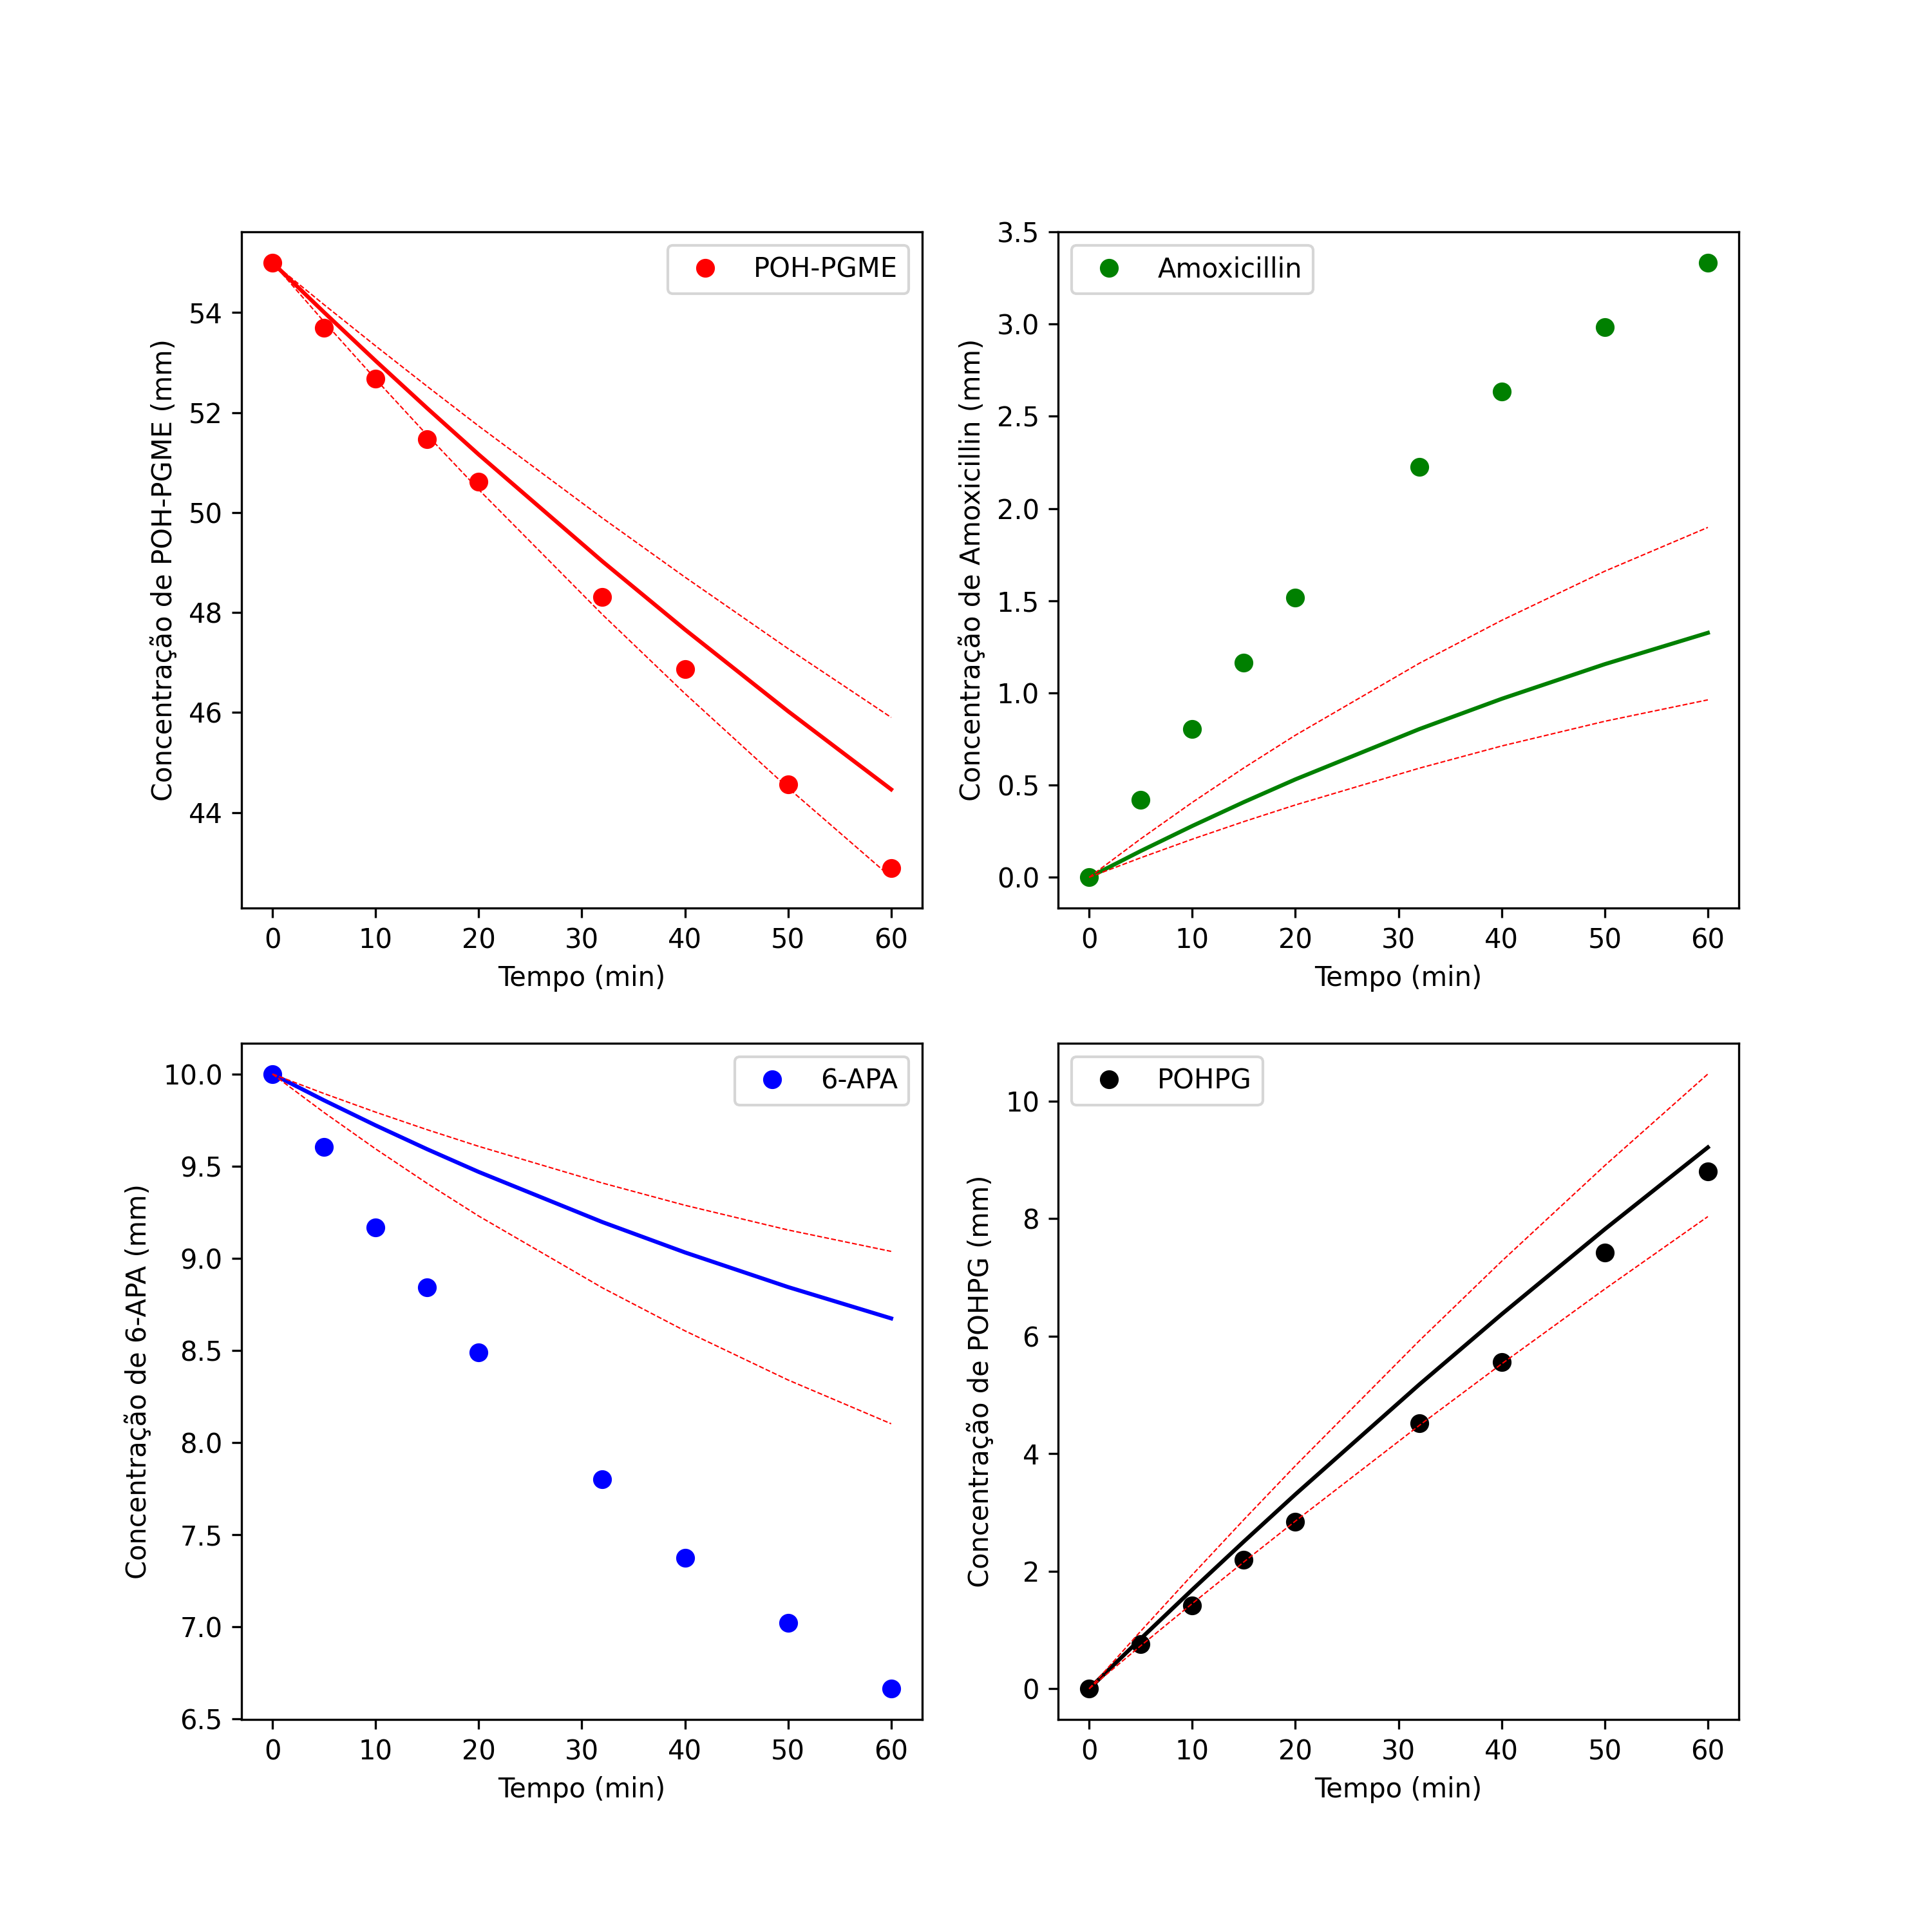 POH-PGME
Concentração de POH-PGME (mm)
54
52
50
48
46
44
0 10 20 30 40 50 60
Tempo (min)
Amoxicillin
Concentração de Amoxicillin (mm)
3.5
3.0
2.5
2.0
1.5
1.0
0.5
0.0
0 10 20 30 40 50 60
Tempo (min)
6-APA
Concentração de 6-APA (mm)
10.0
9.5
9.0
8.5
8.0
7.5
7.0
6.5
0 10 20 30 40 50 60
Tempo (min)
POHPG
Concentração de POHPG (mm)
10
8
6
4
2
0
0 10 20 30 40 50 60
Tempo (min)